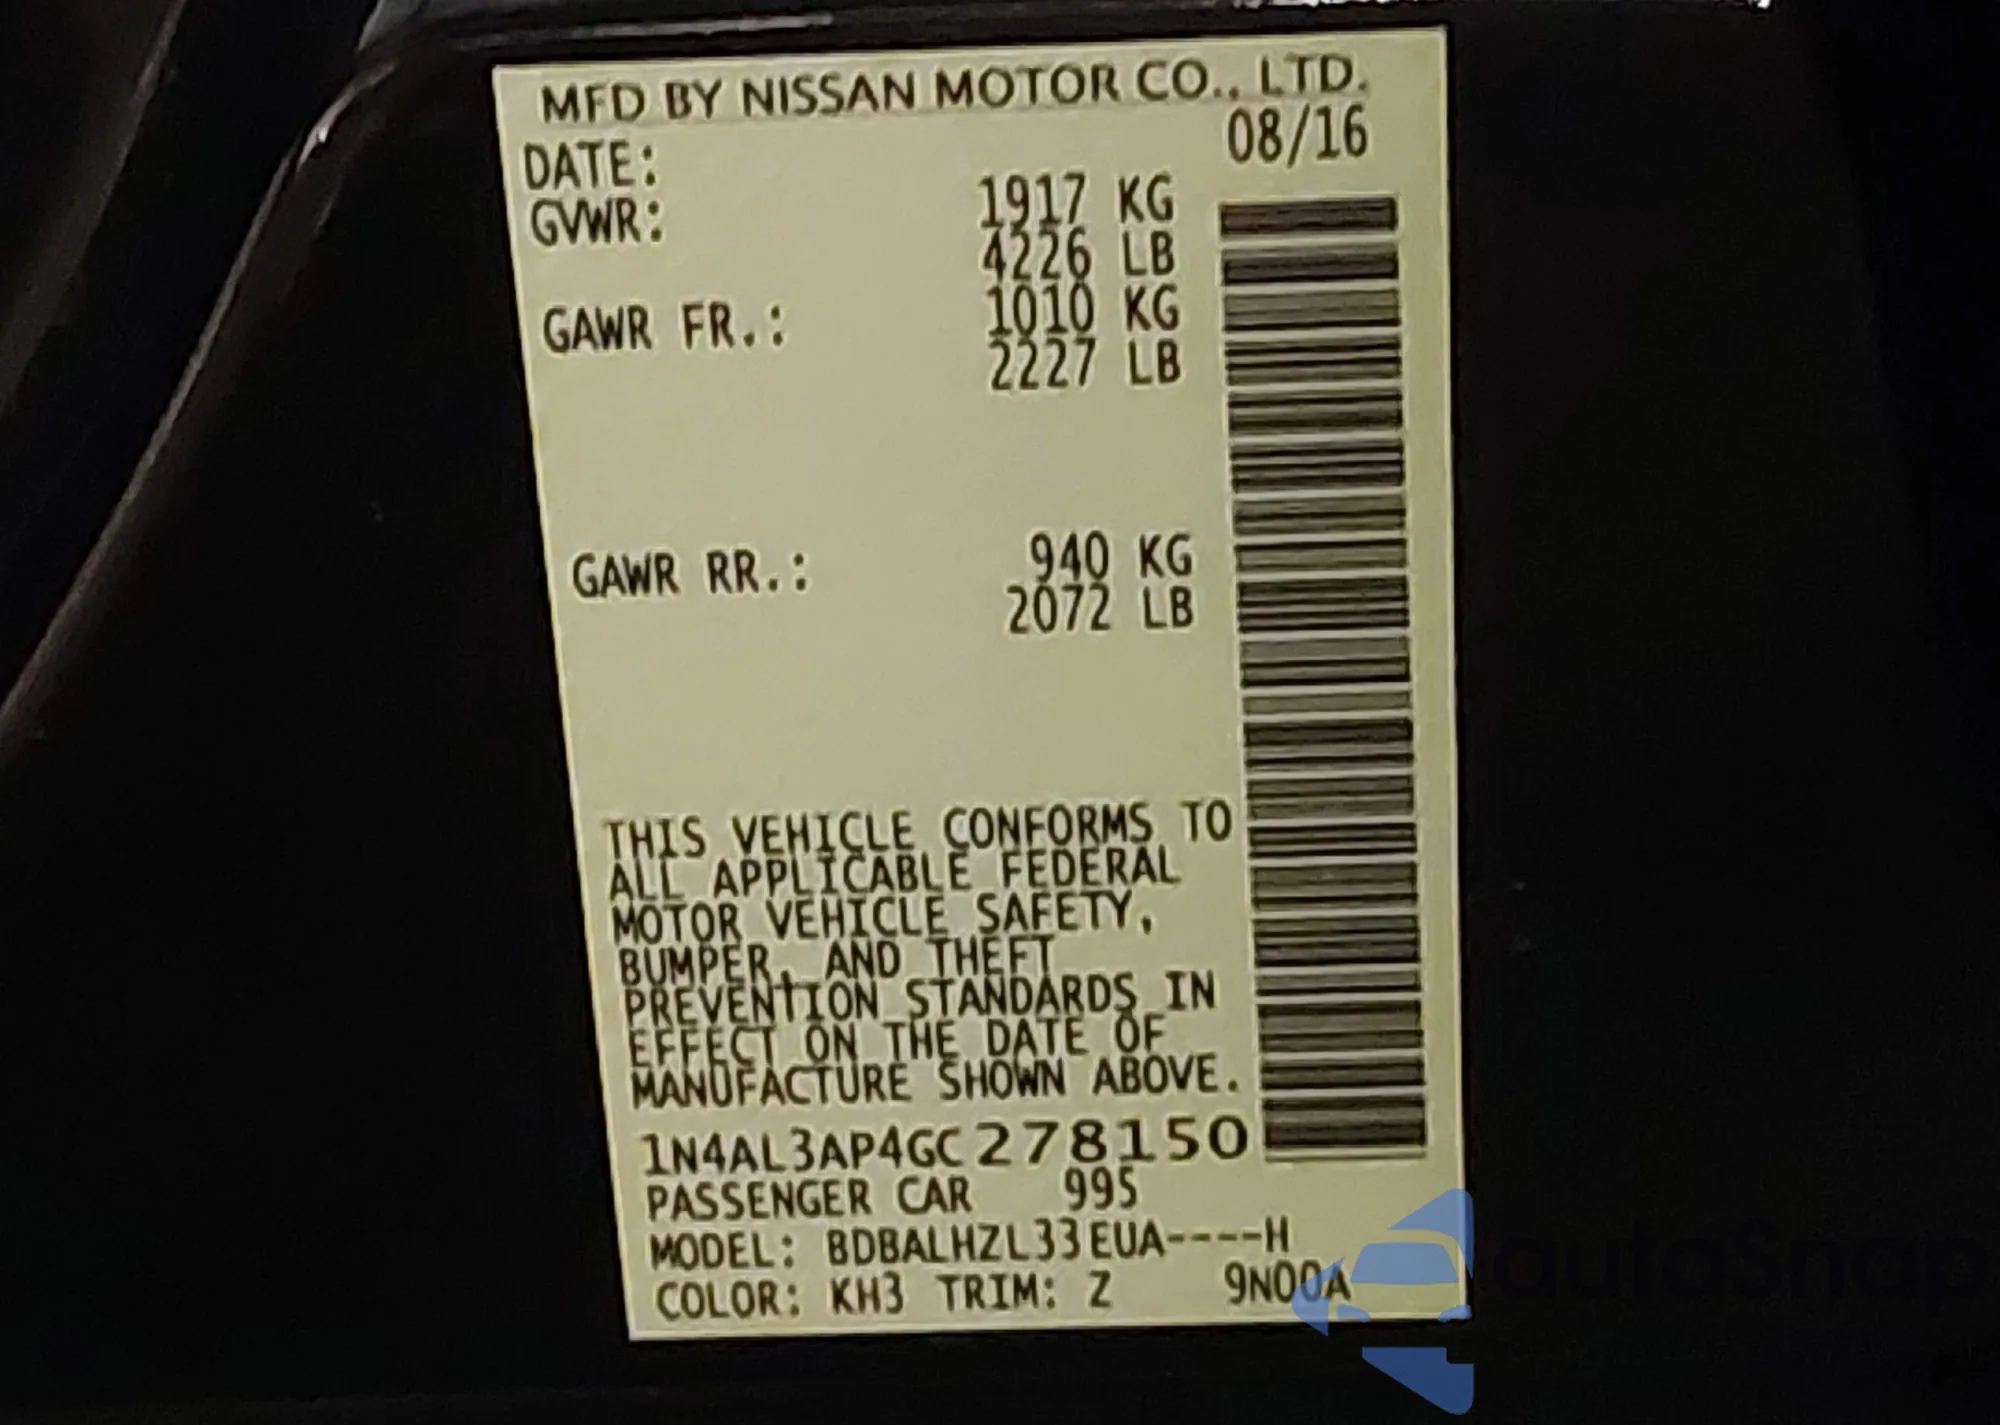 MFD BY NISSAN MOTOR CO., LTD.
DATE: 08/16
GVWR: 1917 KG
4226 LB
GAWR FR.: 1010 KG
2227 LB
GAWR RR.: 940 KG
2072 LB
THIS VEHICLE CONFORMS TO
ALL APPLICABLE FEDERAL
MOTOR VEHICLE SAFETY,
BUMPER, AND THEFT
PREVENTION STANDARDS IN
EFFECT ON THE DATE OF
MANUFACTURE SHOWN ABOVE.
1N4AL3AP4GC278150
PASSENGER CAR 995
MODEL: BDBALHZL33EUA----H
COLOR: KH3 TRIM: Z 9N00A
autoSnap